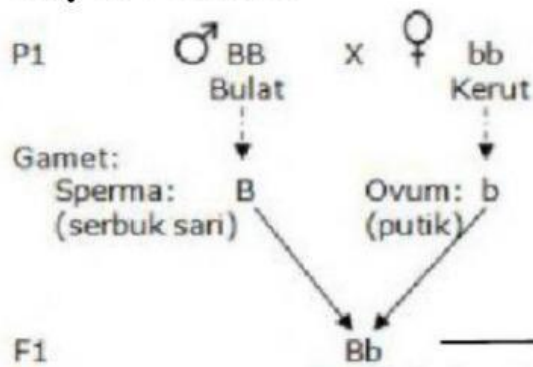 P1 ♂ BB X ♀ bb
Bulat Kerut
Gamet:
Sperma: B Ovum: b
(serbuk sari) (putik)
F1 Bb